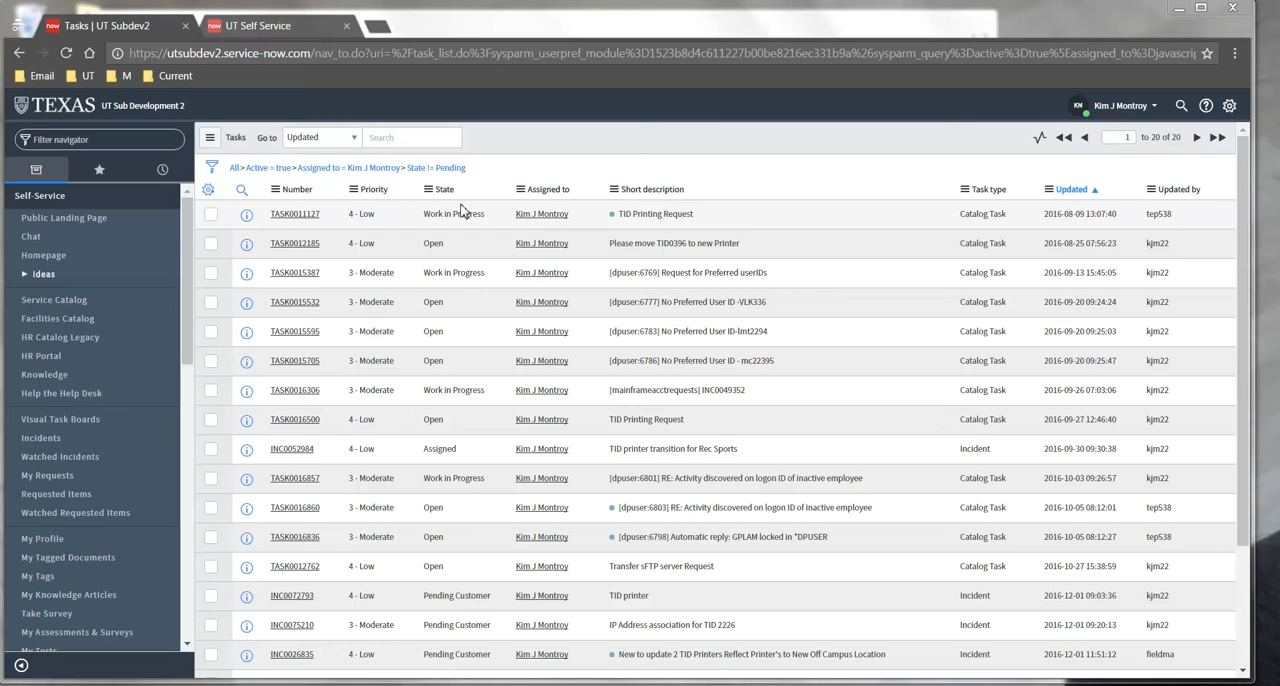 now Tasks | UT Subdev2 × now UT Self Service ×
https://utsubdev2.service-now.com/nav_to.do?uri=%2Ftask_list.do%3Fsysparm_userpref_module%3D1523b8d4c611227b00be8216ec331b9a%26sysparm_query%3Dactive%3Dtrue%5Eassigned_to%3Djavascrip
Email UT M Current
TEXAS UT Sub Development 2 KM Kim J Montroy
Filter navigator
Tasks Go to Updated Search 1 to 20 of 20
All > Active = true > Assigned to = Kim J Montroy > State != Pending
Number Priority State Assigned to Short description Task type Updated Updated by
TASK0011127 4 - Low Work in Progress Kim J Montroy TID Printing Request Catalog Task 2016-08-09 13:07:40 tep538
TASK0012185 4 - Low Open Kim J Montroy Please move TID0396 to new Printer Catalog Task 2016-08-25 07:56:23 kjm22
TASK0015387 3 - Moderate Work in Progress Kim J Montroy [dpuser:6769] Request for Preferred userIDs Catalog Task 2016-09-13 15:45:05 kjm22
TASK0015532 3 - Moderate Open Kim J Montroy [dpuser:6777] No Preferred User ID -VLK336 Catalog Task 2016-09-20 09:24:24 kjm22
TASK0015595 3 - Moderate Open Kim J Montroy [dpuser:6783] No Preferred User ID-lmt2294 Catalog Task 2016-09-20 09:25:03 kjm22
TASK0015705 3 - Moderate Open Kim J Montroy [dpuser:6786] No Preferred User ID - mc22395 Catalog Task 2016-09-20 09:25:47 kjm22
TASK0016306 3 - Moderate Work in Progress Kim J Montroy [mainframeacctrequests] INC0049352 Catalog Task 2016-09-26 07:03:06 kjm22
TASK0016500 4 - Low Open Kim J Montroy TID Printing Request Catalog Task 2016-09-27 12:46:40 kjm22
INC0052984 4 - Low Assigned Kim J Montroy TID printer transition for Rec Sports Incident 2016-09-30 09:30:38 kjm22
TASK0016857 4 - Low Work in Progress Kim J Montroy [dpuser:6801] RE: Activity discovered on logon ID of inactive employee Catalog Task 2016-10-03 09:26:57 kjm22
TASK0016860 4 - Low Open Kim J Montroy [dpuser:6803] RE: Activity discovered on logon ID of inactive employee Catalog Task 2016-10-05 08:12:01 tep538
TASK0016836 4 - Low Open Kim J Montroy [dpuser:6798] Automatic reply: GPLAM locked in *DPUSER Catalog Task 2016-10-05 08:12:27 tep538
TASK0012762 4 - Low Open Kim J Montroy Transfer sFTP server Request Catalog Task 2016-10-27 15:38:59 kjm22
INC0072793 4 - Low Pending Customer Kim J Montroy TID printer Incident 2016-12-01 09:03:36 kjm22
INC0075210 3 - Moderate Pending Customer Kim J Montroy IP Address association for TID 2226 Incident 2016-12-01 09:20:13 kjm22
INC0026835 4 - Low Pending Customer Kim J Montroy New to update 2 TID Printers Reflect Printer's to New Off Campus Location Incident 2016-12-01 11:51:12 fieldma
Self-Service
Public Landing Page
Chat
Homepage
Ideas
Service Catalog
Facilities Catalog
HR Catalog Legacy
HR Portal
Knowledge
Help the Help Desk
Visual Task Boards
Incidents
Watched Incidents
My Requests
Requested Items
Watched Requested Items
My Profile
My Tagged Documents
My Tags
My Knowledge Articles
Take Survey
My Assessments & Surveys
My Tests